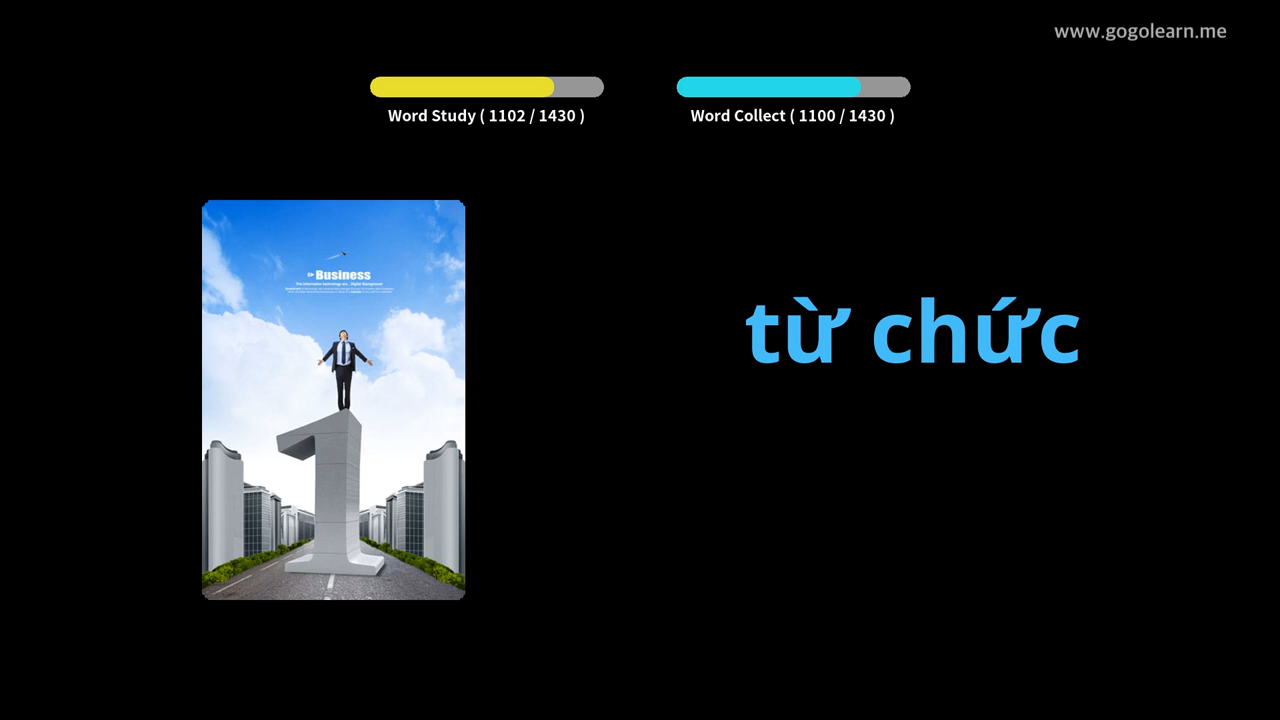 www.gogolearn.me
Word Study ( 1102 / 1430 )
Word Collect ( 1100 / 1430 )
Business
từ chức